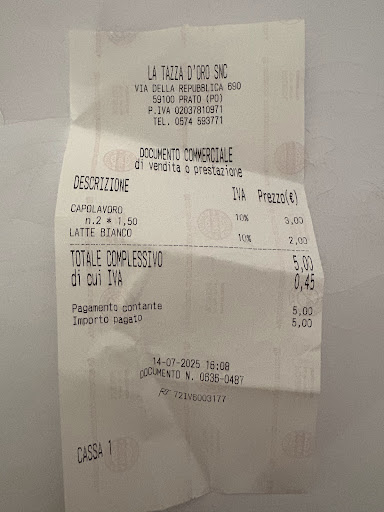 LA TAZZA D'ORO SNC
VIA DELLA REPUBBLICA 690
59100 PRATO (PO)
P.IVA 02037810971
TEL. 0574 593771
DOCUMENTO COMMERCIALE
di vendita o prestazione
DESCRIZIONE IVA Prezzo(€)
CAPOLAVORO
n.2 * 1,50 10% 3,00
LATTE BIANCO 10% 2,00
TOTALE COMPLESSIVO 5,00
di cui IVA 0,45
Pagamento contante 5,00
Importo pagato 5,00
14-07-2025 16:08
DOCUMENTO N. 0636-0487
RT 72IV6003177
CASSA 1